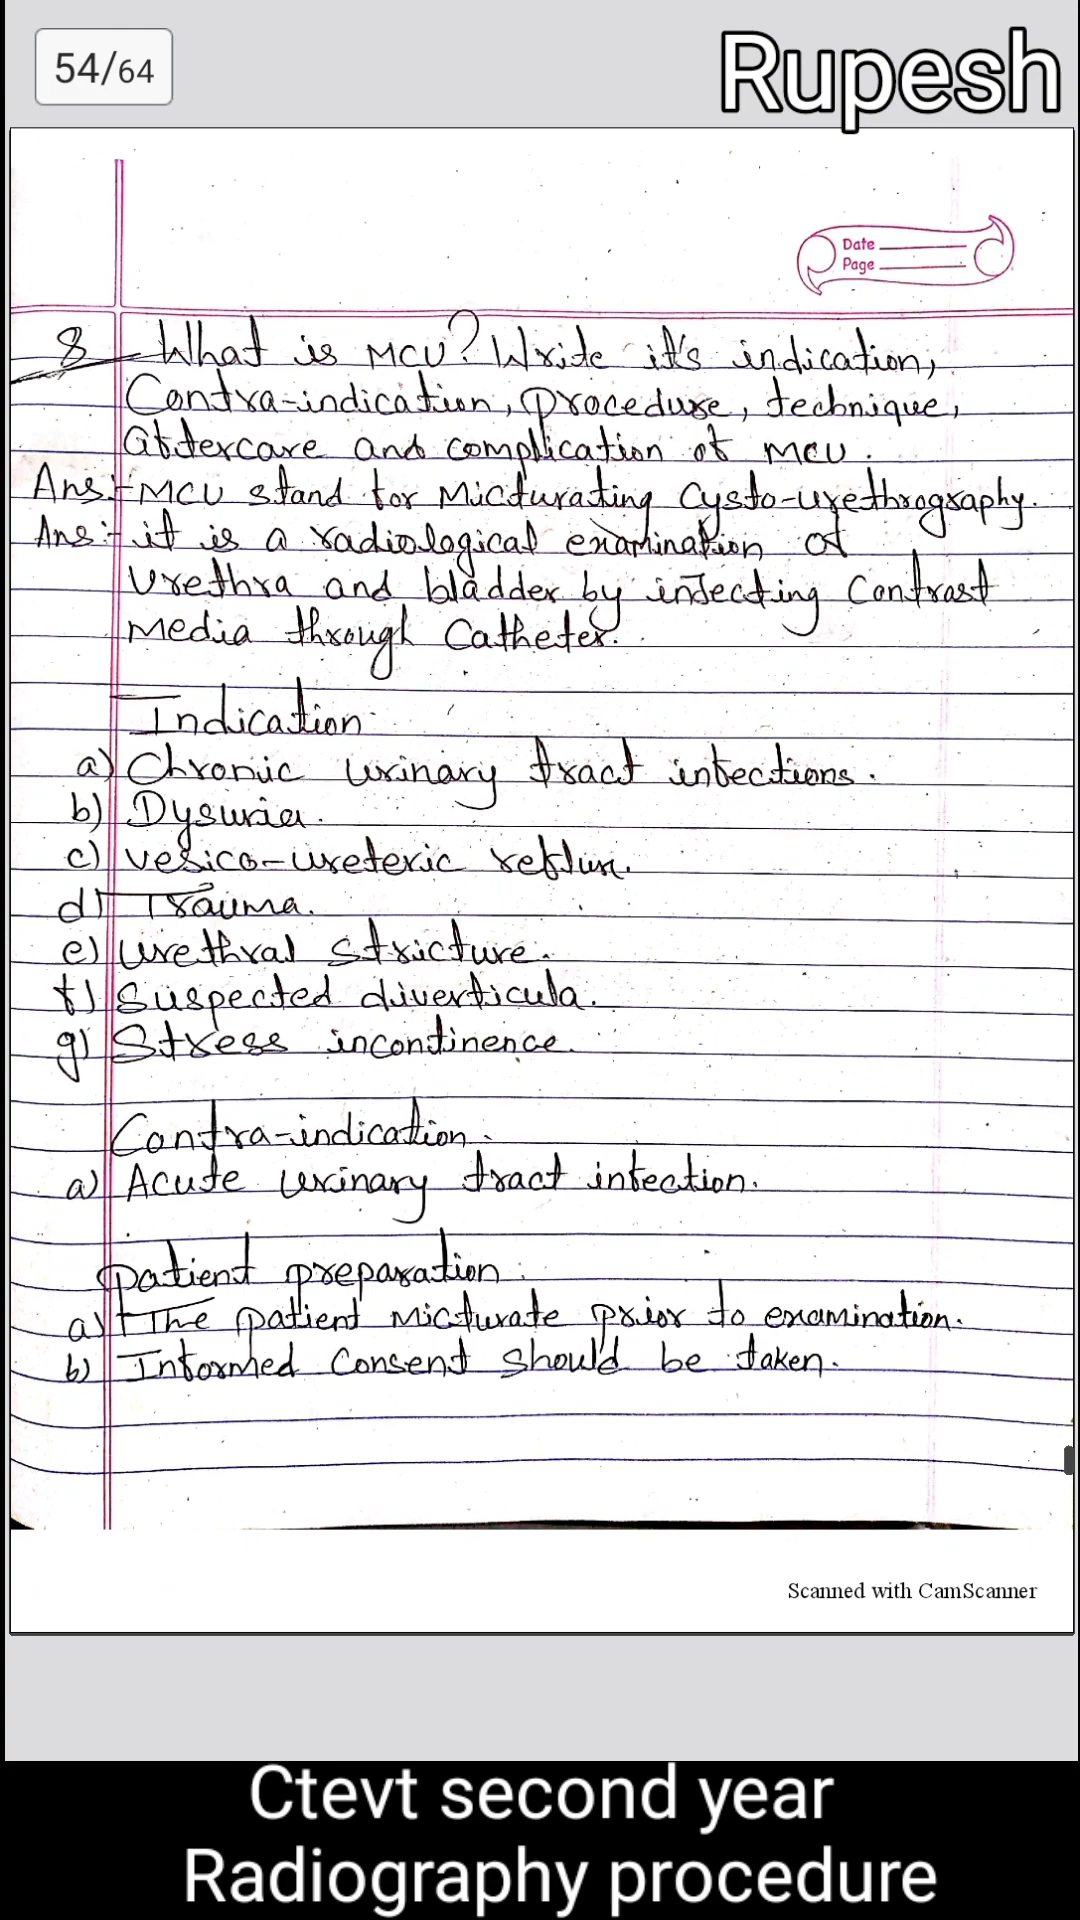 54/64
Rupesh
Date
Page
8 What is MCU? Write it's indication,
Contra-indication, procedure, technique,
aftercare and complication of MCU.
Ans:- MCU stand for Micturating Cysto-urethrography.
Ans:- it is a radiological examination of
Urethra and bladder by injecting Contrast
Media through Catheter.
Indication
a) Chronic urinary tract infections.
b) Dysuria.
c) Vesico-ureteric reflux.
d) Trauma.
e) Urethral stricture.
f) Suspected diverticula.
g) Stress incontinence.
Contra-indication.
a) Acute urinary tract infection.
Patient preparation:
a) The patient micturate prior to examination.
b) Informed Consent should be taken.
Scanned with CamScanner
Ctevt second year
Radiography procedure